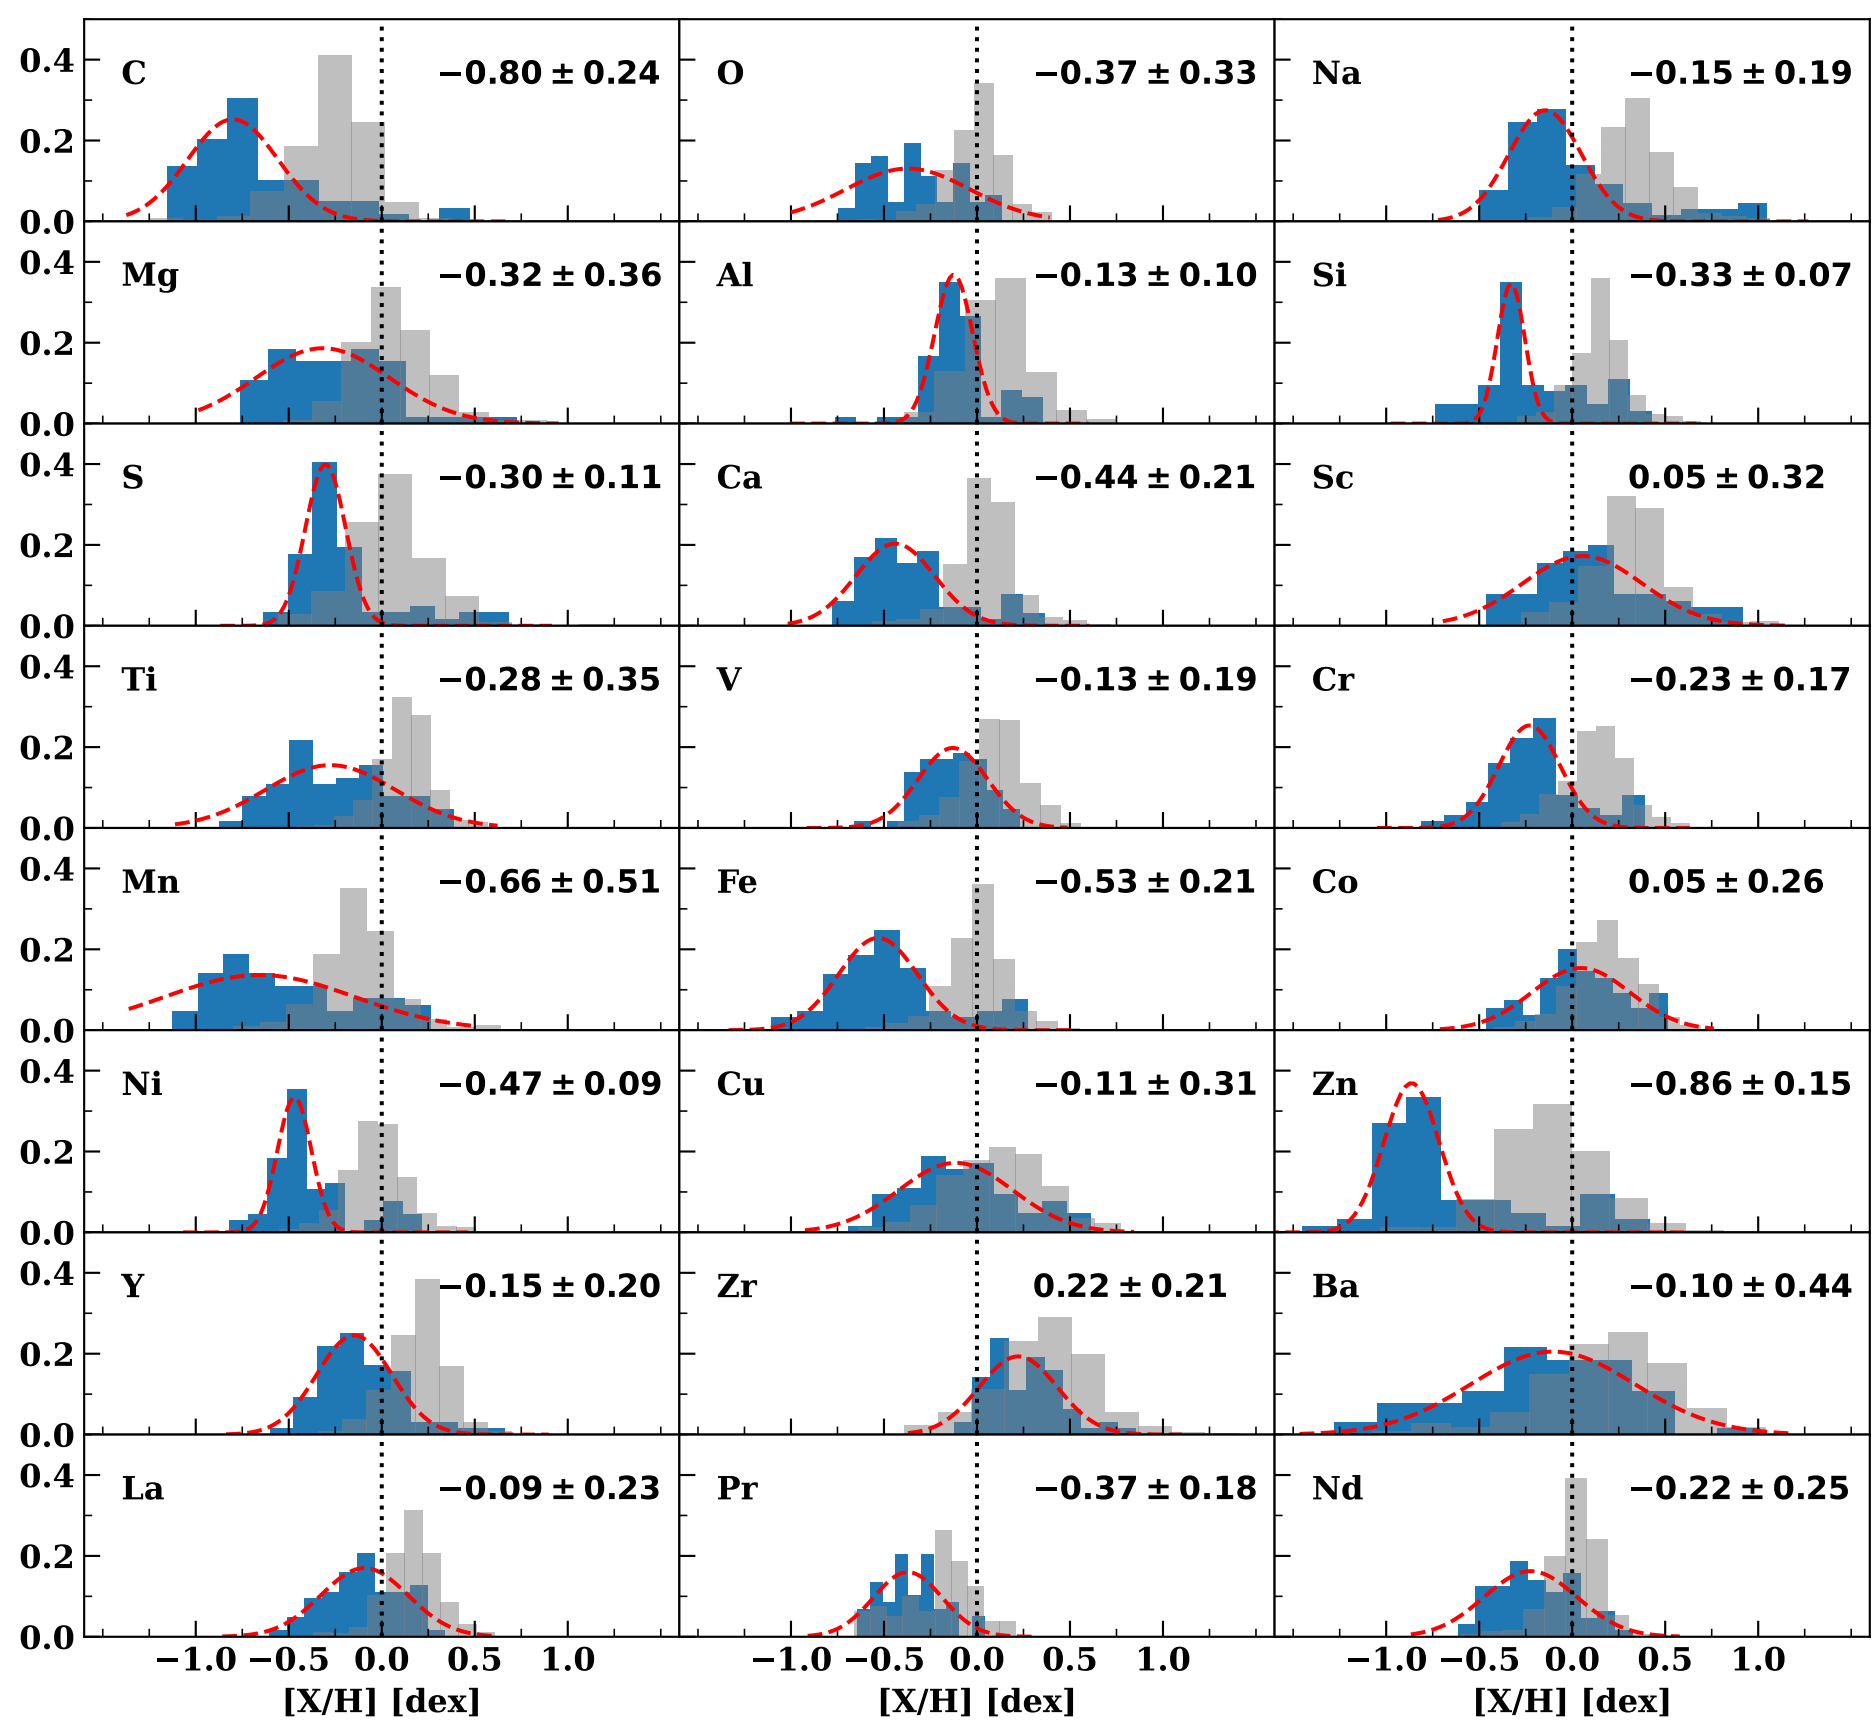 0.4 C −0.80 ± 0.24 O −0.37 ± 0.33 Na −0.15 ± 0.19
0.2
0.0
0.4 Mg −0.32 ± 0.36 Al −0.13 ± 0.10 Si −0.33 ± 0.07
0.2
0.0
0.4 S −0.30 ± 0.11 Ca −0.44 ± 0.21 Sc 0.05 ± 0.32
0.2
0.0
0.4 Ti −0.28 ± 0.35 V −0.13 ± 0.19 Cr −0.23 ± 0.17
0.2
0.0
0.4 Mn −0.66 ± 0.51 Fe −0.53 ± 0.21 Co 0.05 ± 0.26
0.2
0.0
0.4 Ni −0.47 ± 0.09 Cu −0.11 ± 0.31 Zn −0.86 ± 0.15
0.2
0.0
0.4 Y −0.15 ± 0.20 Zr 0.22 ± 0.21 Ba −0.10 ± 0.44
0.2
0.0
0.4 La −0.09 ± 0.23 Pr −0.37 ± 0.18 Nd −0.22 ± 0.25
0.2
0.0
−1.0 −0.5 0.0 0.5 1.0 −1.0 −0.5 0.0 0.5 1.0 −1.0 −0.5 0.0 0.5 1.0
[X/H] [dex] [X/H] [dex] [X/H] [dex]